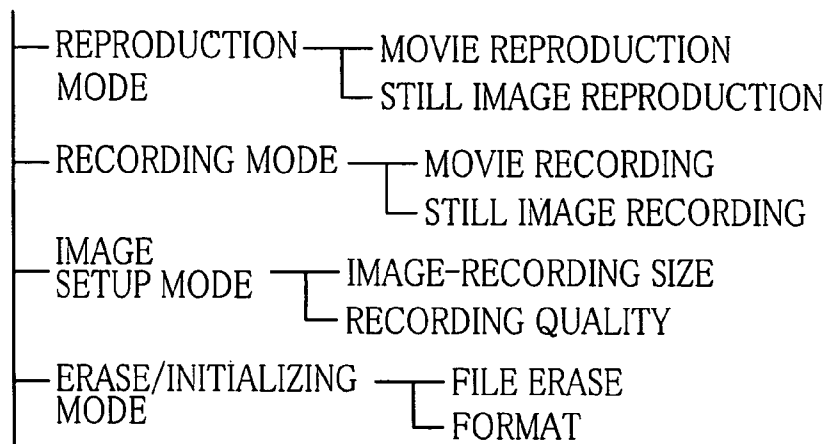 REPRODUCTION MODE
MOVIE REPRODUCTION
STILL IMAGE REPRODUCTION
RECORDING MODE
MOVIE RECORDING
STILL IMAGE RECORDING
IMAGE SETUP MODE
IMAGE-RECORDING SIZE
RECORDING QUALITY
ERASE/INITIALIZING MODE
FILE ERASE
FORMAT